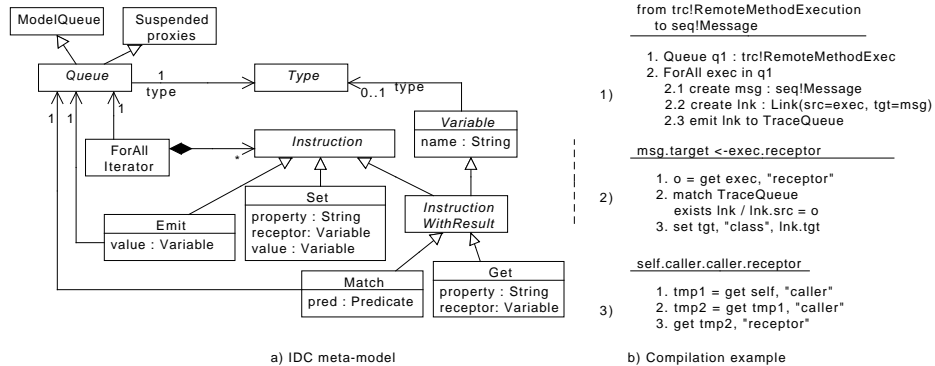 ModelQueue
Suspended
proxies
Queue
1
type
Type
0..1 type
1
1
1
Variable
name : String
ForAll
Iterator
*
Instruction
Set
property : String
receptor: Variable
value : Variable
Instruction
WithResult
Emit
value : Variable
Match
pred : Predicate
Get
property : String
receptor: Variable
a) IDC meta-model
from trc!RemoteMethodExecution
to seq!Message
1. Queue q1 : trc!RemoteMethodExec
2. ForAll exec in q1
1)
2.1 create msg : seq!Message
2.2 create lnk : Link(src=exec, tgt=msg)
2.3 emit lnk to TraceQueue
msg.target <-exec.receptor
1. o = get exec, "receptor"
2) 
2. match TraceQueue
exists lnk / lnk.src = o
3. set tgt, "class", lnk.tgt
self.caller.caller.receptor
1. tmp1 = get self, "caller"
3)
2. tmp2 = get tmp1, "caller"
3. get tmp2, "receptor"
b) Compilation example